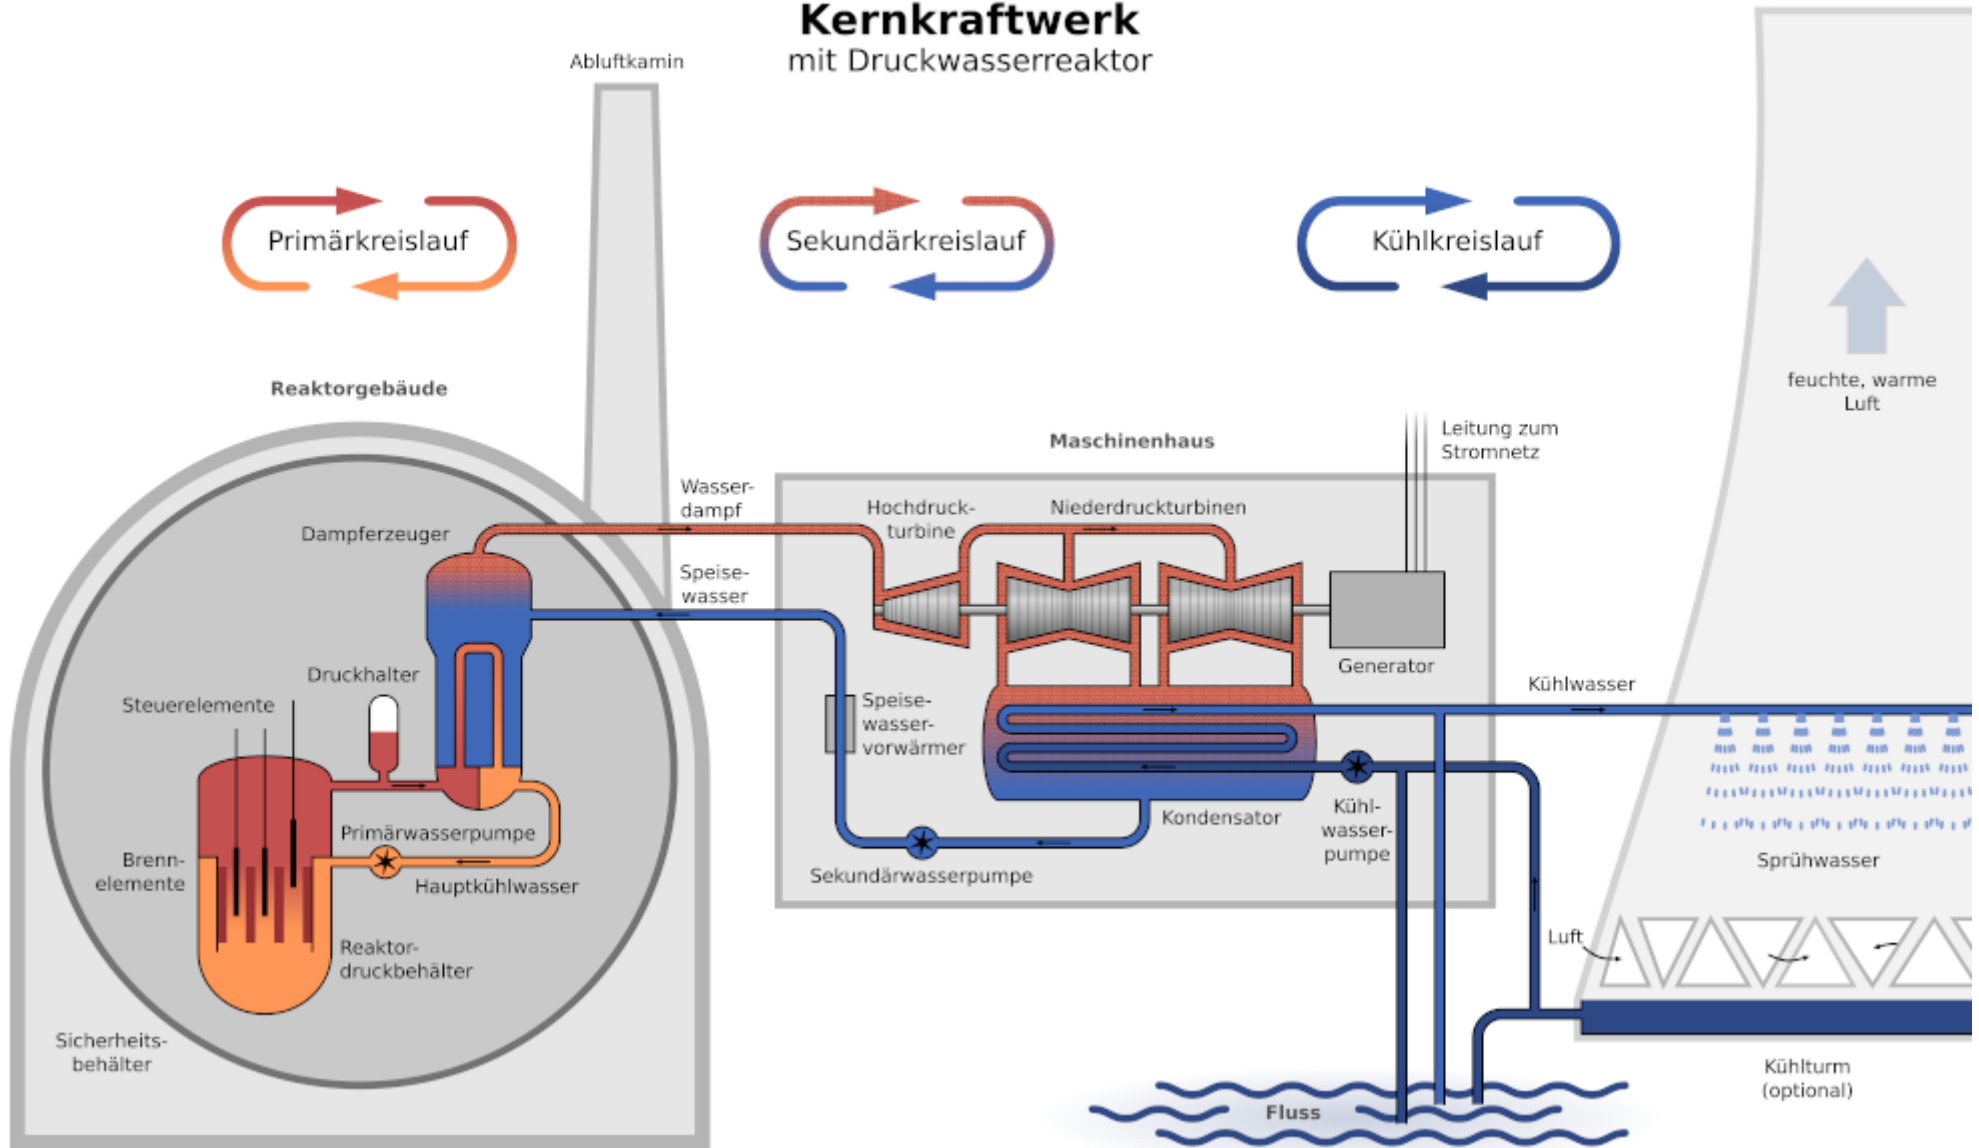 Kernkraftwerk
mit Druckwasserreaktor
Abluftkamin
Primärkreislauf
Sekundärkreislauf
Kühlkreislauf
feuchte, warme
Luft
Reaktorgebäude
Maschinenhaus
Leitung zum
Stromnetz
Wasser-
dampf
Hochdruck-
turbine
Niederdruckturbinen
Dampferzeuger
Speise-
wasser
Generator
Druckhalter
Kühlwasser
Steuerelemente
Speise-
wasser-
vorwärmer
Kühl-
wasser-
pumpe
Kondensator
Primärwasserpumpe
Brenn-
elemente
Hauptkühlwasser
Sekundärwasserpumpe
Sprühwasser
Luft
Reaktor-
druckbehälter
Sicherheits-
behälter
Kühlturm
(optional)
Fluss